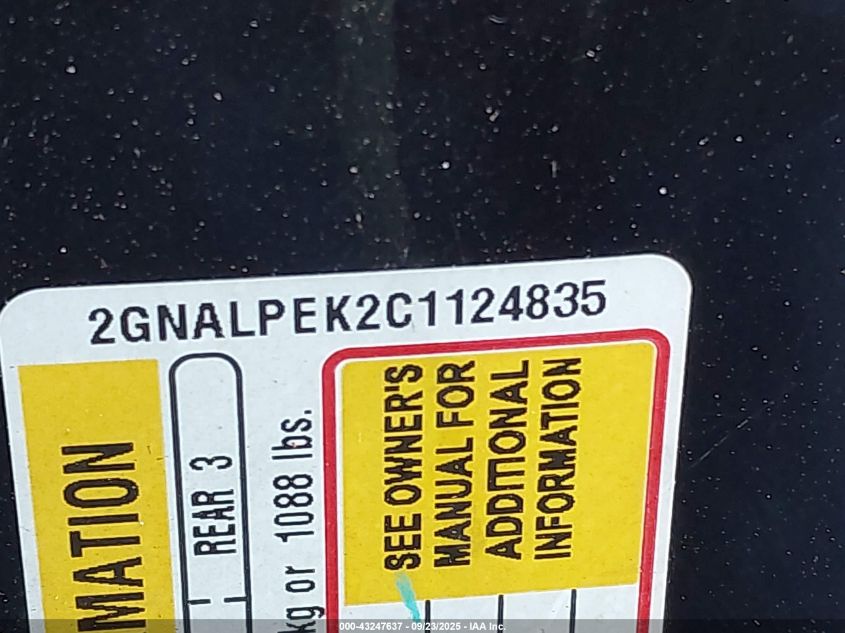 2GNALPEK2C1124835
MATION
REAR 3
kg or 1088 lbs.
SEE OWNER'S
MANUAL FOR
ADDITIONAL
INFORMATION
000-43247637 - 09/23/2025 - IAA Inc.